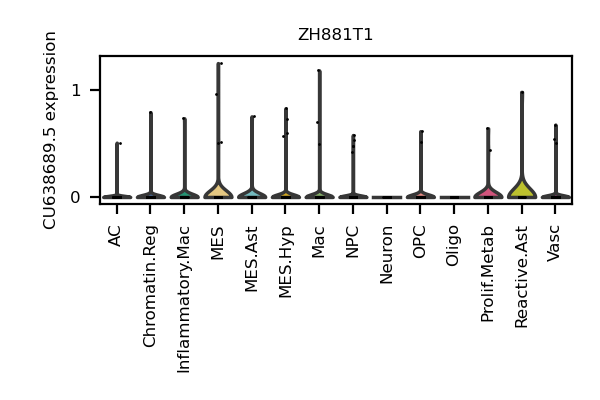 ZH881T1
CU638689.5 expression
1
0
AC
Chromatin.Reg
Inflammatory.Mac
MES
MES.Ast
MES.Hyp
Mac
NPC
Neuron
OPC
Oligo
Prolif.Metab
Reactive.Ast
Vasc